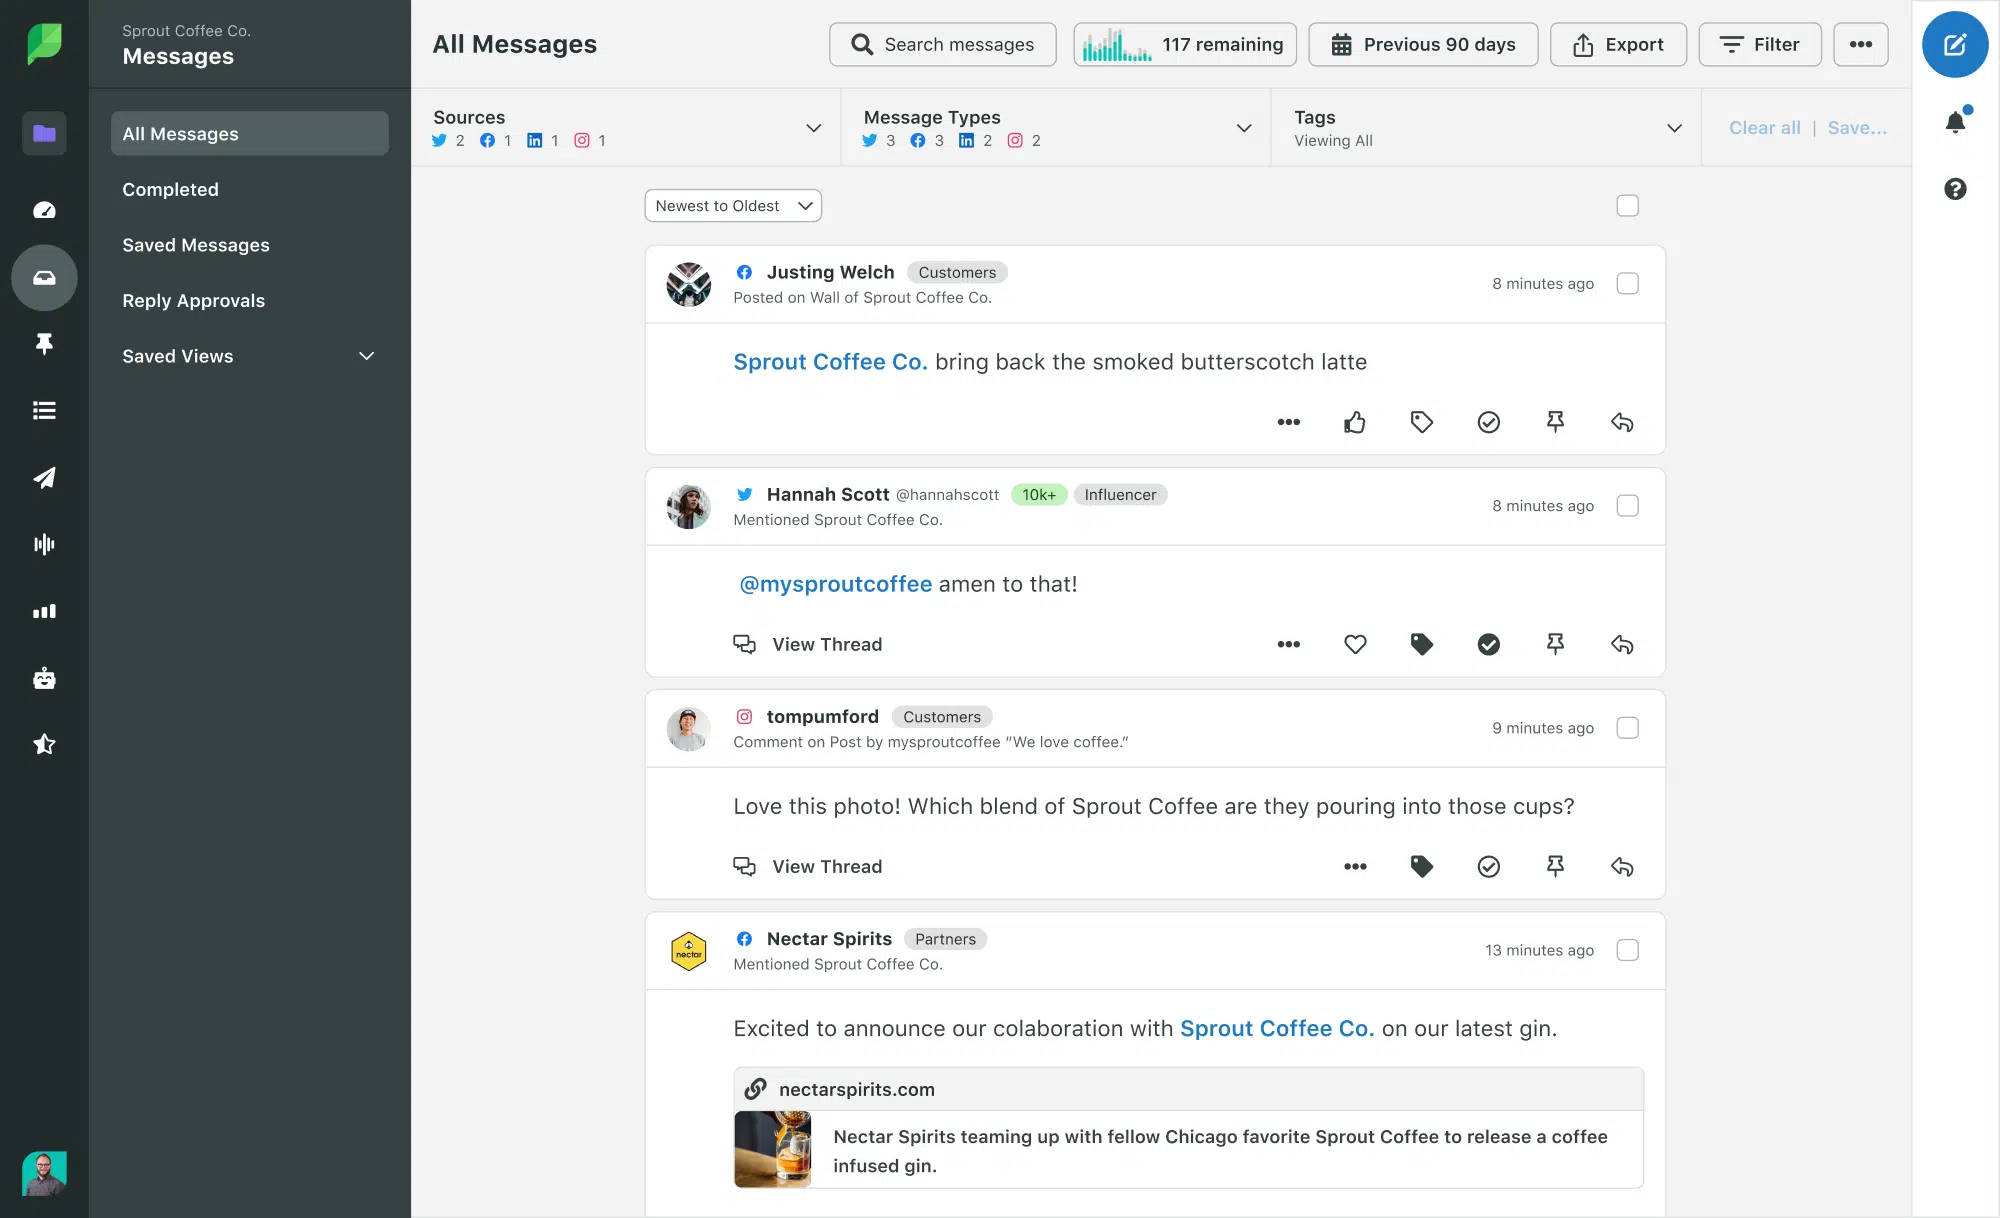 Sprout Coffee Co.
Messages
All Messages
Completed
Saved Messages
Reply Approvals
Saved Views
All Messages
Search messages
117 remaining
Previous 90 days
Export
Filter
Sources
2 1 1 1
Message Types
3 3 2 2
Tags
Viewing All
Clear all | Save...
Newest to Oldest
Justing Welch Customers
Posted on Wall of Sprout Coffee Co.
8 minutes ago
Sprout Coffee Co. bring back the smoked butterscotch latte
Hannah Scott @hannahscott 10k+ Influencer
Mentioned Sprout Coffee Co.
8 minutes ago
@mysproutcoffee amen to that!
View Thread
tompumford Customers
Comment on Post by mysproutcoffee “We love coffee.”
9 minutes ago
Love this photo! Which blend of Sprout Coffee are they pouring into those cups?
View Thread
nectar
Nectar Spirits Partners
Mentioned Sprout Coffee Co.
13 minutes ago
Excited to announce our colaboration with Sprout Coffee Co. on our latest gin.
nectarspirits.com
Nectar Spirits teaming up with fellow Chicago favorite Sprout Coffee to release a coffee
infused gin.